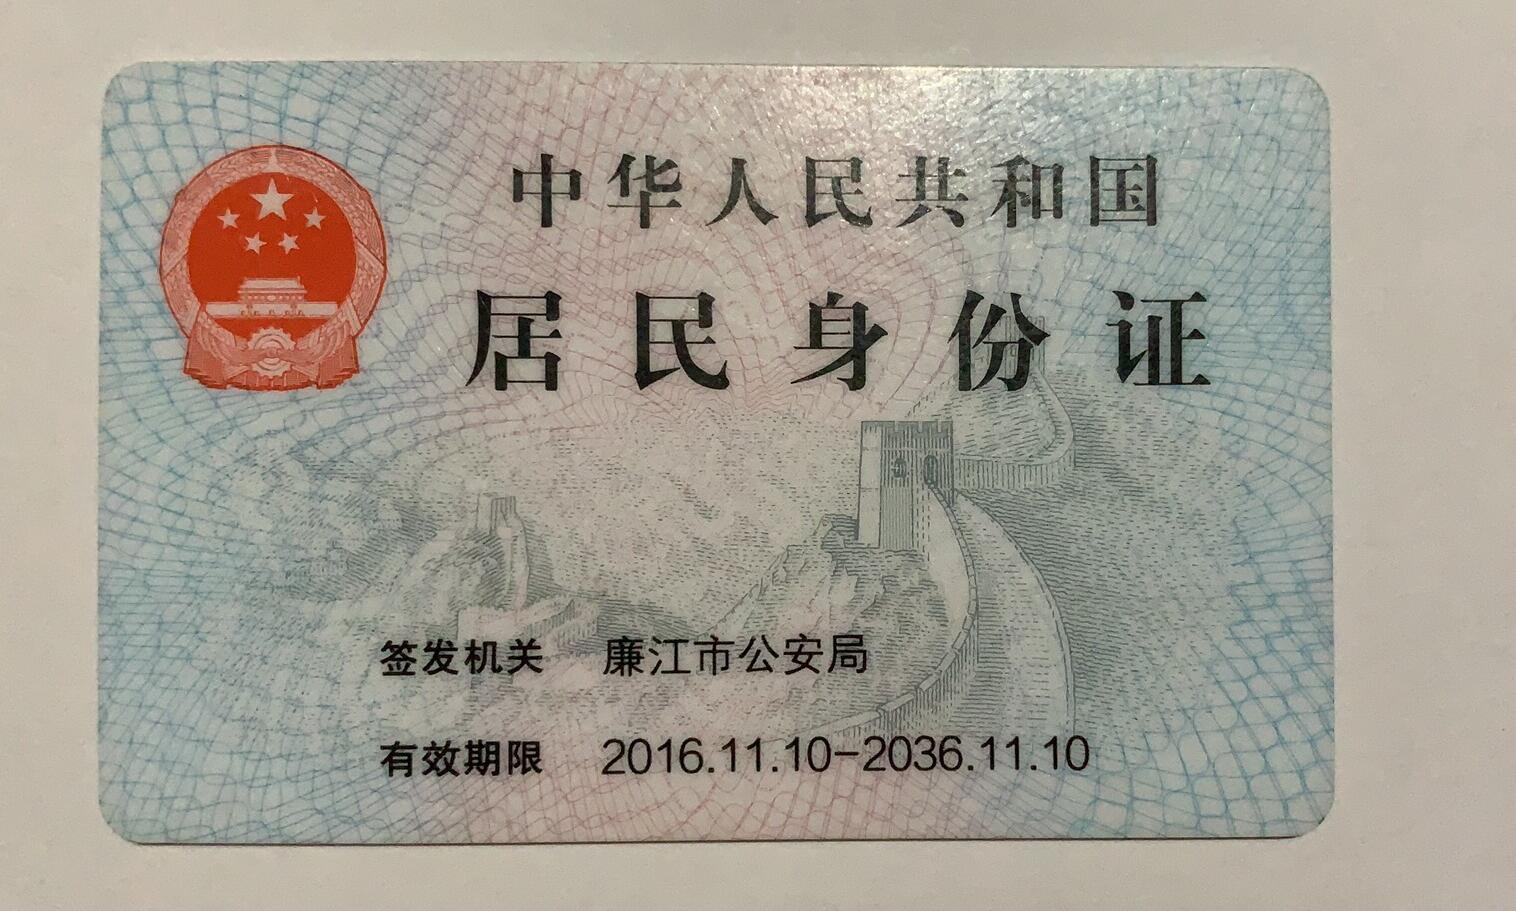 中华人民共和国
居民身份证
签发机关 廉江市公安局
有效期限 2016.11.10-2036.11.10